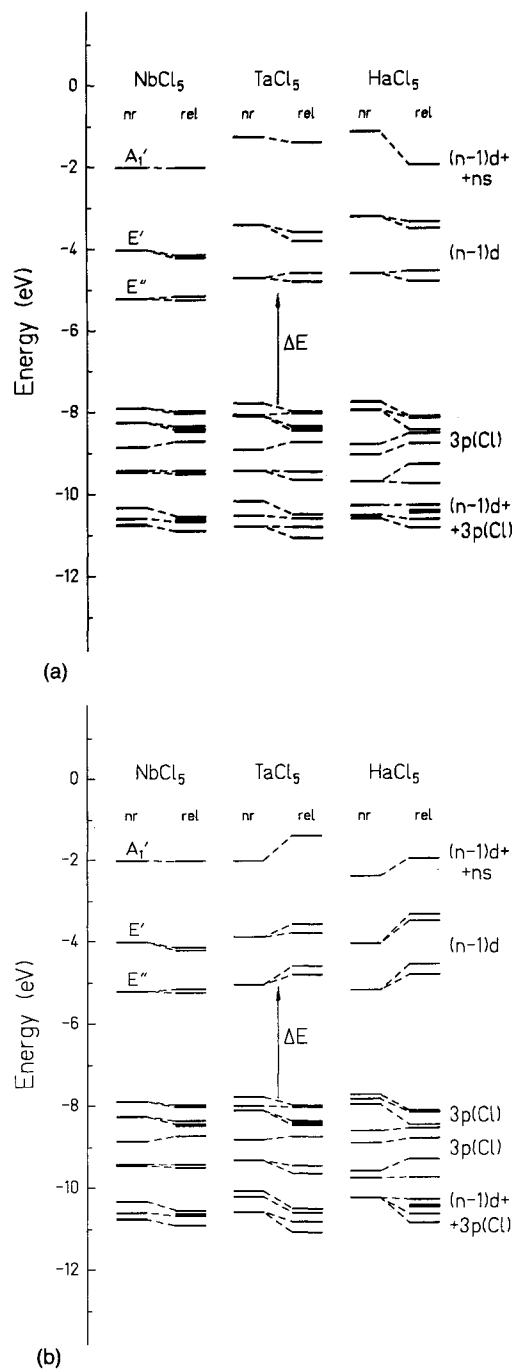 0
-2
-4
-6
-8
-10
-12
Energy (eV)
NbCl₅
TaCl₅
HaCl₅
nr
rel
nr
rel
nr
rel
A₁'
E'
E"
ΔE
(n-1)d+
+ns
(n-1)d
3p(Cl)
(n-1)d+
+3p(Cl)
(a)
0
-2
-4
-6
-8
-10
-12
Energy (eV)
NbCl₅
TaCl₅
HaCl₅
nr
rel
nr
rel
nr
rel
A₁'
E'
E"
ΔE
(n-1)d+
+ns
(n-1)d
3p(Cl)
3p(Cl)
(n-1)d+
+3p(Cl)
(b)